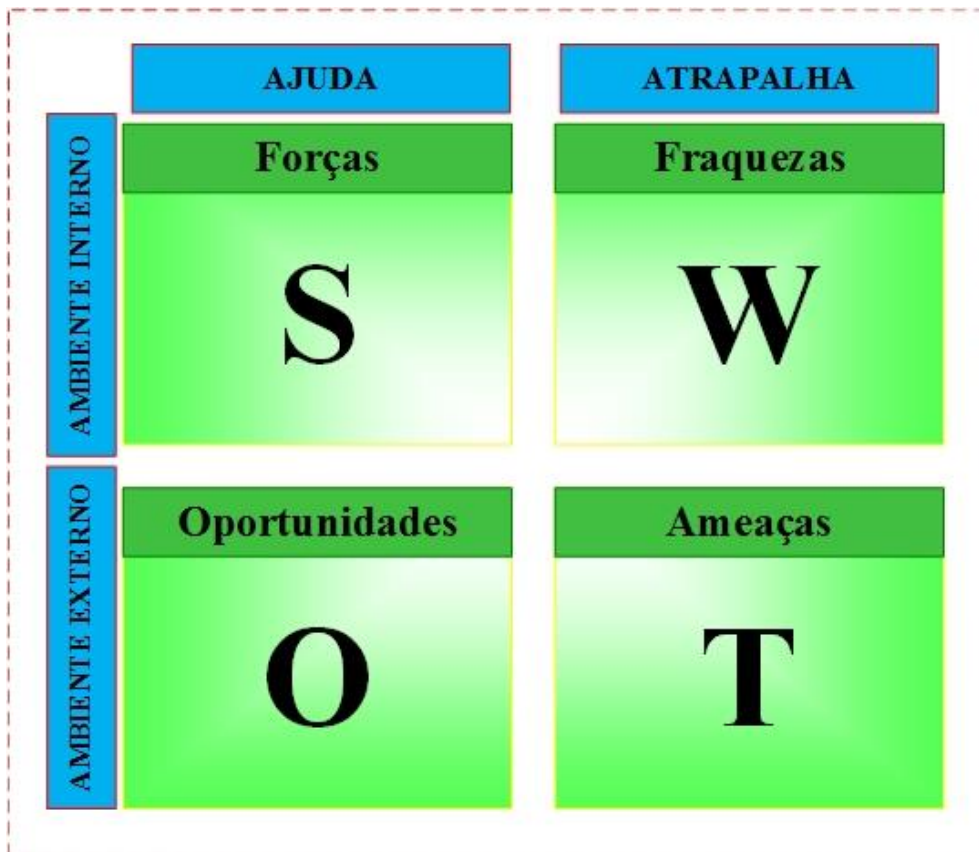 AJUDA
ATRAPALHA
AMBIENTE INTERNO
Forças
Fraquezas
S
W
AMBIENTE EXTERNO
Oportunidades
Ameaças
O
T